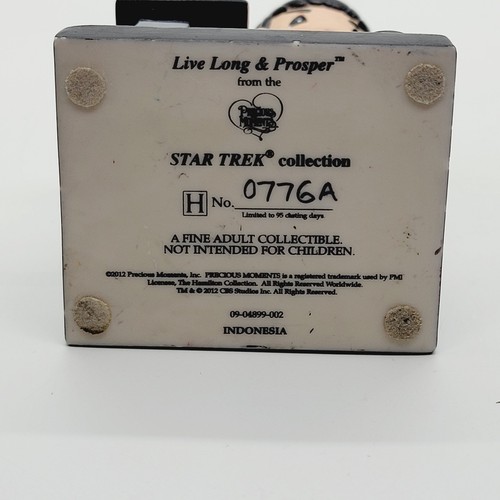 Live Long & Prosper™
from the
Precious
Moments
STAR TREK® collection
H No. 0776A
Limited to 95 casting days
A FINE ADULT COLLECTIBLE.
NOT INTENDED FOR CHILDREN.
©2012 Precious Moments, Inc. PRECIOUS MOMENTS is a registered trademark used by PMI
Licensee, The Hamilton Collection. All Rights Reserved Worldwide.
TM & © 2012 CBS Studios Inc. All Rights Reserved.
09-04899-002
INDONESIA